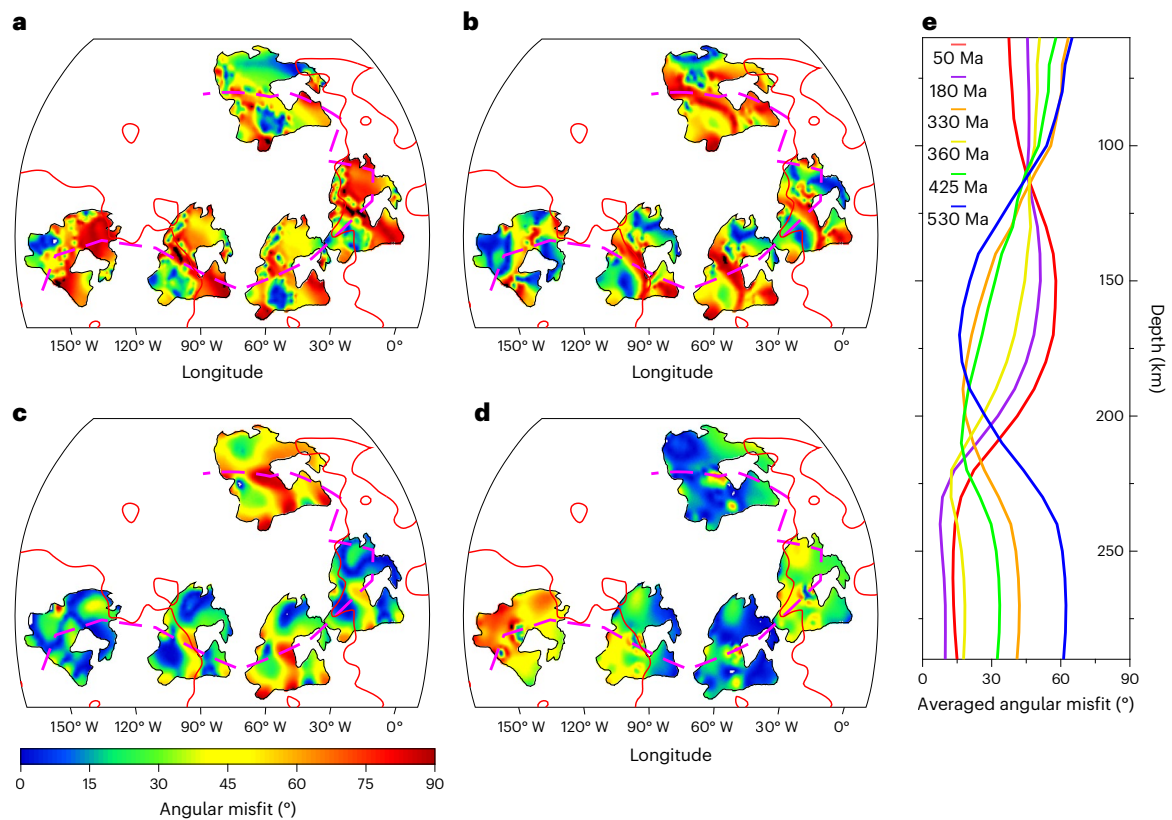 a
b
e
50 Ma
180 Ma
330 Ma
360 Ma
425 Ma
530 Ma
100
150
200
250
Depth (km)
0 30 60 90
Averaged angular misfit (°)
150° W 120° W 90° W 60° W 30° W 0°
Longitude
150° W 120° W 90° W 60° W 30° W 0°
Longitude
c
d
150° W 120° W 90° W 60° W 30° W 0°
150° W 120° W 90° W 60° W 30° W 0°
Longitude
0 15 30 45 60 75 90
Angular misfit (°)